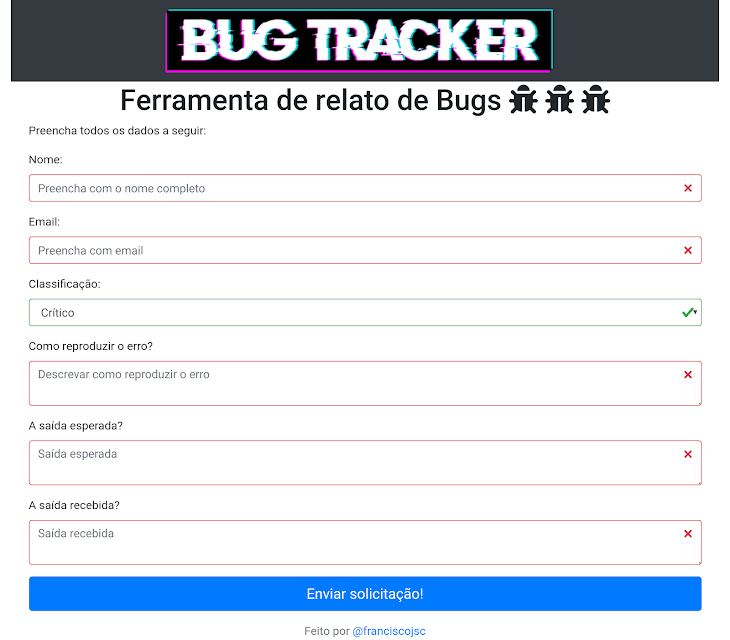 BUG TRACKER
Ferramenta de relato de Bugs
Preencha todos os dados a seguir:
Nome:
Preencha com o nome completo
Email:
Preencha com email
Classificação:
Crítico
Como reproduzir o erro?
Descrevar como reproduzir o erro
A saída esperada?
Saída esperada
A saída recebida?
Saída recebida
Enviar solicitação!
Feito por @franciscojsc